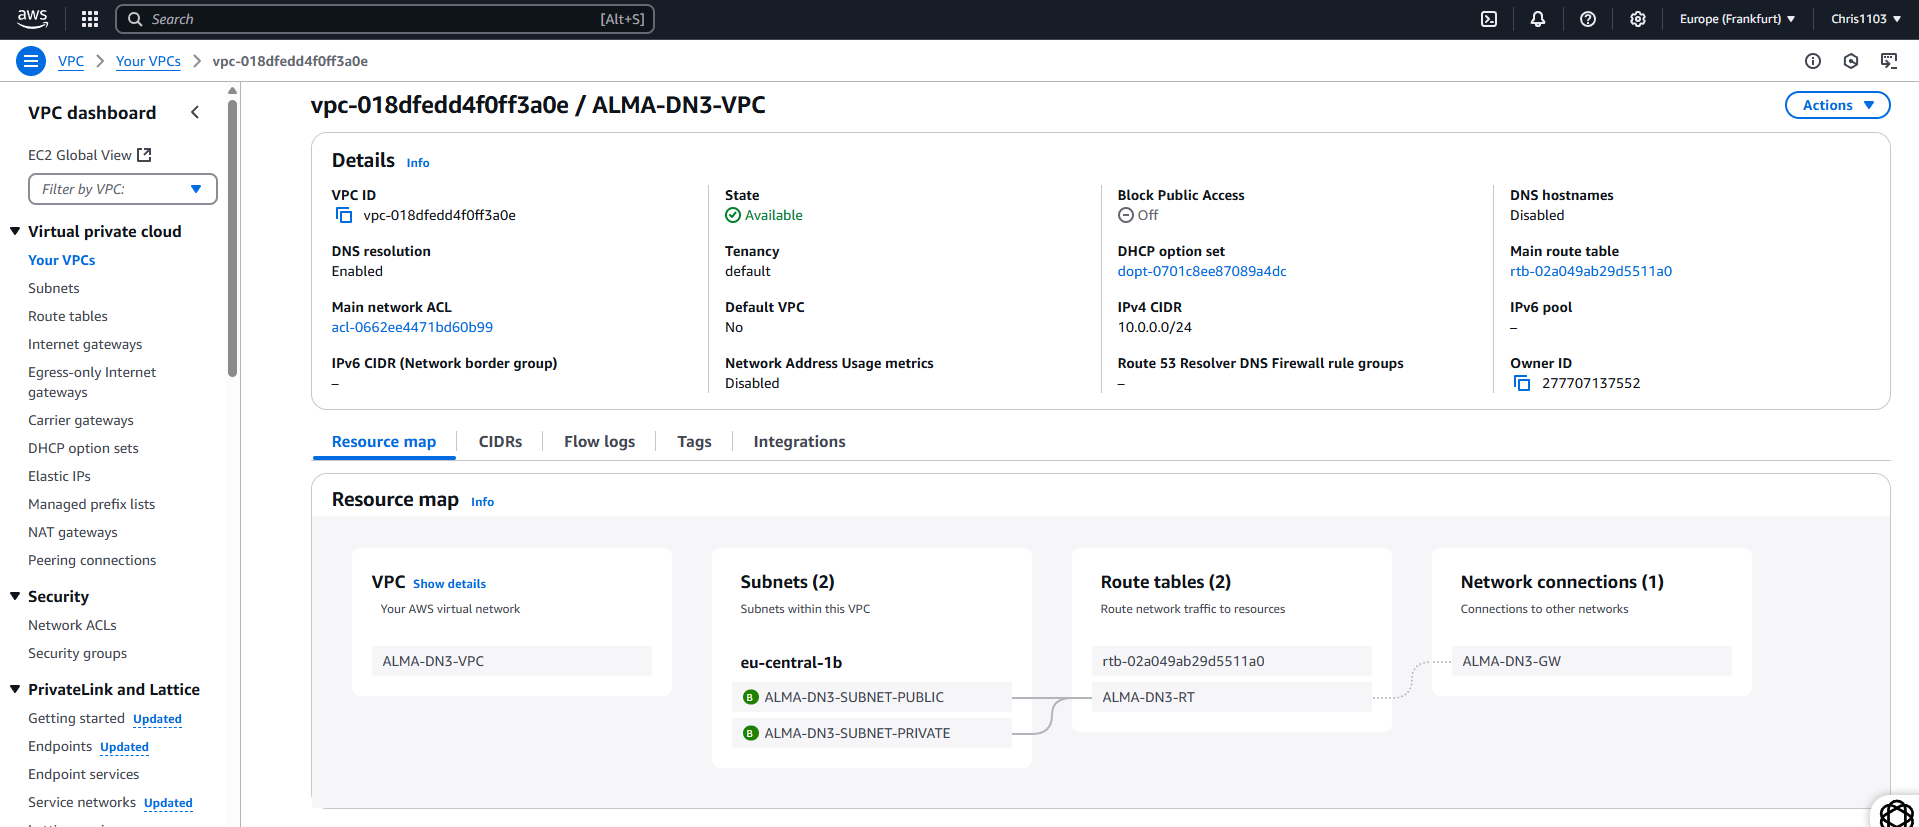 aws
Search [Alt+S] Europe (Frankfurt) Chris1103
VPC Your VPCs vpc-018dfedd4f0ff3a0e
VPC dashboard
EC2 Global View
Filter by VPC:
Virtual private cloud
Your VPCs
Subnets
Route tables
Internet gateways
Egress-only Internet
gateways
Carrier gateways
DHCP option sets
Elastic IPs
Managed prefix lists
NAT gateways
Peering connections
Security
Network ACLs
Security groups
PrivateLink and Lattice
Getting started Updated
Endpoints Updated
Endpoint services
Service networks Updated
vpc-018dfedd4f0ff3a0e / ALMA-DN3-VPC
Actions
Details Info
VPC ID
vpc-018dfedd4f0ff3a0e
State
Available
Block Public Access
Off
DNS hostnames
Disabled
DNS resolution
Enabled
Tenancy
default
DHCP option set
dopt-0701c8ee87089a4dc
Main route table
rtb-02a049ab29d5511a0
Main network ACL
acl-0662ee4471bd60b99
Default VPC
No
IPv4 CIDR
10.0.0.0/24
IPv6 pool
–
IPv6 CIDR (Network border group)
–
Network Address Usage metrics
Disabled
Route 53 Resolver DNS Firewall rule groups
–
Owner ID
277707137552
Resource map CIDRs Flow logs Tags Integrations
Resource map Info
VPC Show details
Your AWS virtual network
ALMA-DN3-VPC
Subnets (2)
Subnets within this VPC
eu-central-1b
B ALMA-DN3-SUBNET-PUBLIC
B ALMA-DN3-SUBNET-PRIVATE
Route tables (2)
Route network traffic to resources
rtb-02a049ab29d5511a0
ALMA-DN3-RT
Network connections (1)
Connections to other networks
ALMA-DN3-GW